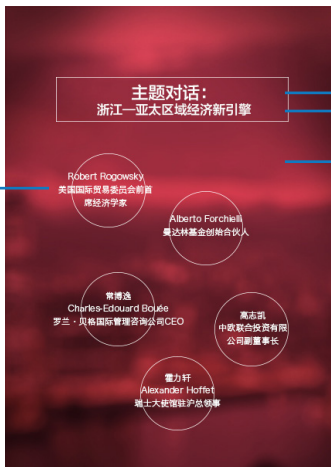 主题对话：
浙江—亚太区域经济新引擎
Robert Rogowsky
美国国际贸易委员会前首
席经济学家
Alberto Forchielli
曼达林基金创始合伙人
常博逸
Charles-Edouard Bouée
罗兰·贝格国际管理咨询公司CEO
高志凯
中欧联合投资有限
公司副董事长
霍力轩
Alexander Hoffet
瑞士大使馆驻沪总领事